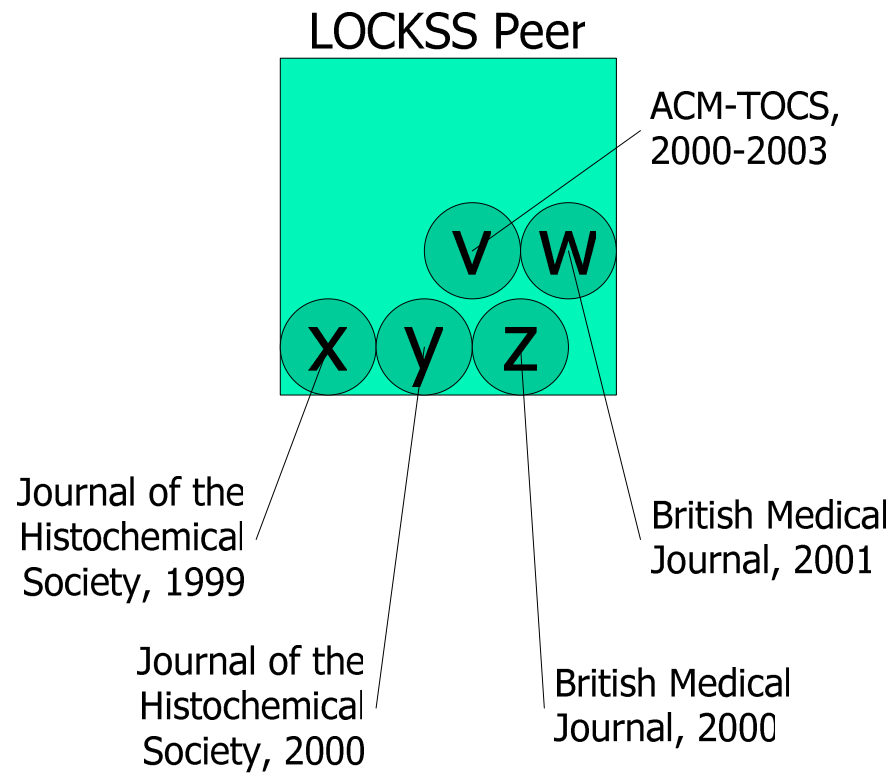 LOCKSS Peer
ACM-TOCS,
2000-2003
v w
x y z
Journal of the
Histochemical
Society, 1999
British Medical
Journal, 2001
Journal of the
Histochemical
Society, 2000
British Medical
Journal, 2000